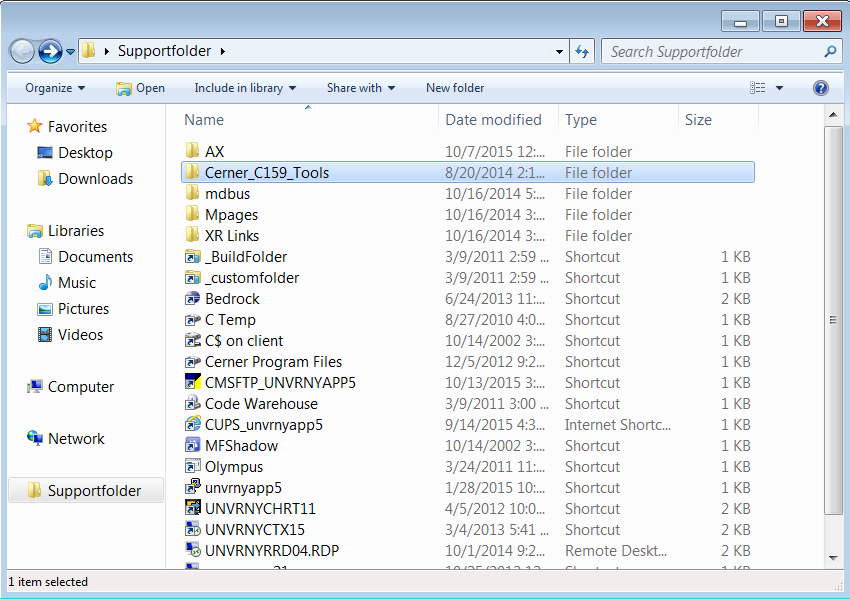 Supportfolder
Search Supportfolder
Organize Open Include in library Share with New folder
Name Date modified Type Size
Favorites
Desktop
Downloads
Libraries
Documents
Music
Pictures
Videos
Computer
Network
Supportfolder
AX 10/7/2015 12:... File folder
Cerner_C159_Tools 8/20/2014 2:1... File folder
mdbus 10/16/2014 5:... File folder
Mpages 10/16/2014 3:... File folder
XR Links 10/16/2014 3:... File folder
_BuildFolder 3/9/2011 2:59 ... Shortcut 1 KB
_customfolder 3/9/2011 2:59 ... Shortcut 1 KB
Bedrock 6/24/2013 11:... Shortcut 2 KB
C Temp 8/27/2010 4:0... Shortcut 1 KB
C$ on client 10/14/2002 3:... Shortcut 1 KB
Cerner Program Files 12/5/2012 9:2... Shortcut 1 KB
CMSFTP_UNVRNYAPP5 10/13/2015 3:... Shortcut 1 KB
Code Warehouse 3/9/2011 3:00 ... Shortcut 1 KB
CUPS_unvrnyapp5 9/14/2015 4:3... Internet Shortc... 1 KB
MFShadow 10/14/2002 3:... Shortcut 1 KB
Olympus 3/24/2011 11:... Shortcut 1 KB
unvrnyapp5 1/28/2015 10:... Shortcut 1 KB
UNVRNYCHRT11 4/5/2012 10:0... Shortcut 2 KB
UNVRNYCTX15 3/4/2013 5:41 ... Shortcut 2 KB
UNVRNYRRD04.RDP 10/1/2014 9:2... Remote Deskt... 2 KB
1 item selected